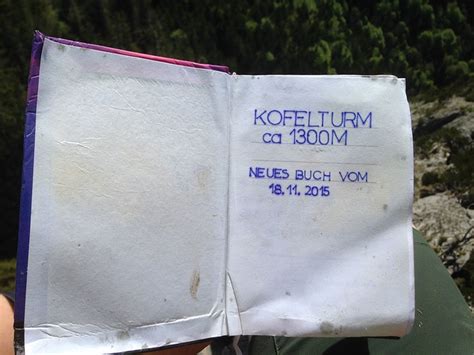 KOFELTURM
ca 1300M
NEUES BUCH VOM
18.11.2015